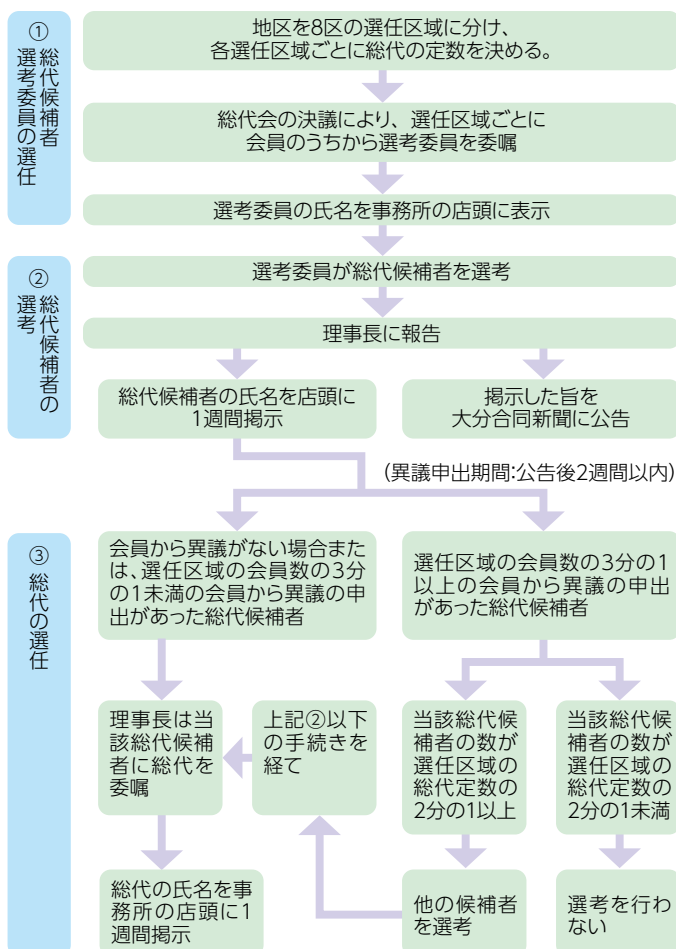 ①
総代候補者
選考委員の選任
地区を8区の選任区域に分け、
各選任区域ごとに総代の定数を決める。
総代会の決議により、選任区域ごとに
会員のうちから選考委員を委嘱
選考委員の氏名を事務所の店頭に表示
②
総代候補者の
選考
選考委員が総代候補者を選考
理事長に報告
総代候補者の氏名を店頭に
1週間掲示
掲示した旨を
大分合同新聞に公告
(異議申出期間:公告後2週間以内)
③
総代の選任
会員から異議がない場合また
は、選任区域の会員数の3分
の1未満の会員から異議の申
出があった総代候補者
選任区域の会員数の3分の1
以上の会員から異議の申出
があった総代候補者
理事長は当
該総代候補
者に総代を
委嘱
上記②以下
の手続きを
経て
当該総代候
補者の数が
選任区域の
総代定数の
2分の1以上
当該総代候
補者の数が
選任区域の
総代定数の
2分の1未満
総代の氏名を事
務所の店頭に1
週間掲示
他の候補者
を選考
選考を行わ
ない